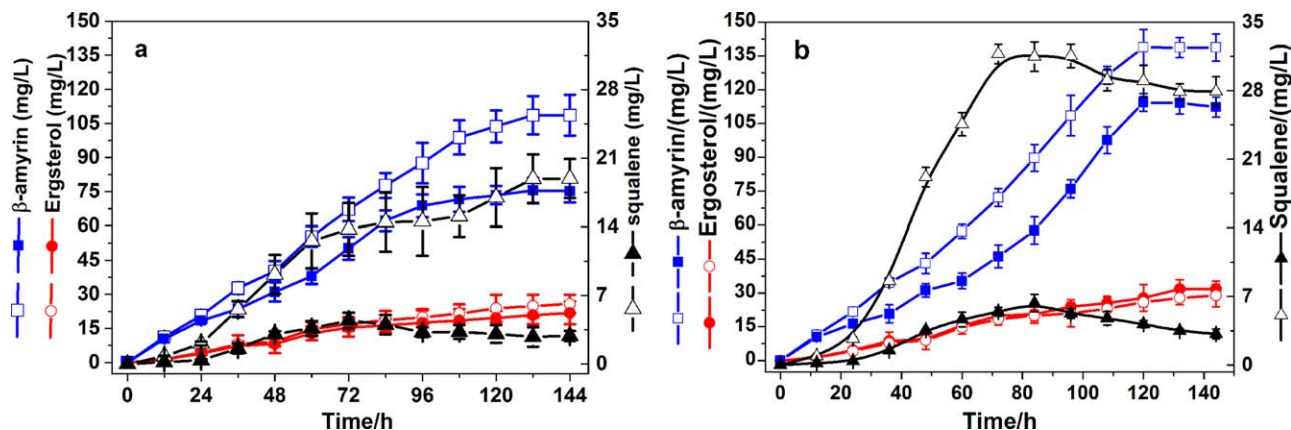 a
150
135
120
105
90
75
60
45
30
15
0
35
28
21
14
7
0
0 24 48 72 96 120 144
Time/h
β-amyrin (mg/L)
Ergsterol (mg/L)
squalene (mg/L)
b
150
135
120
105
90
75
60
45
30
15
0
35
28
21
14
7
0
0 20 40 60 80 100 120 140
Time/h
β-amyrin/(mg/L)
Ergosterol/(mg/L)
Squalene/(mg/L)